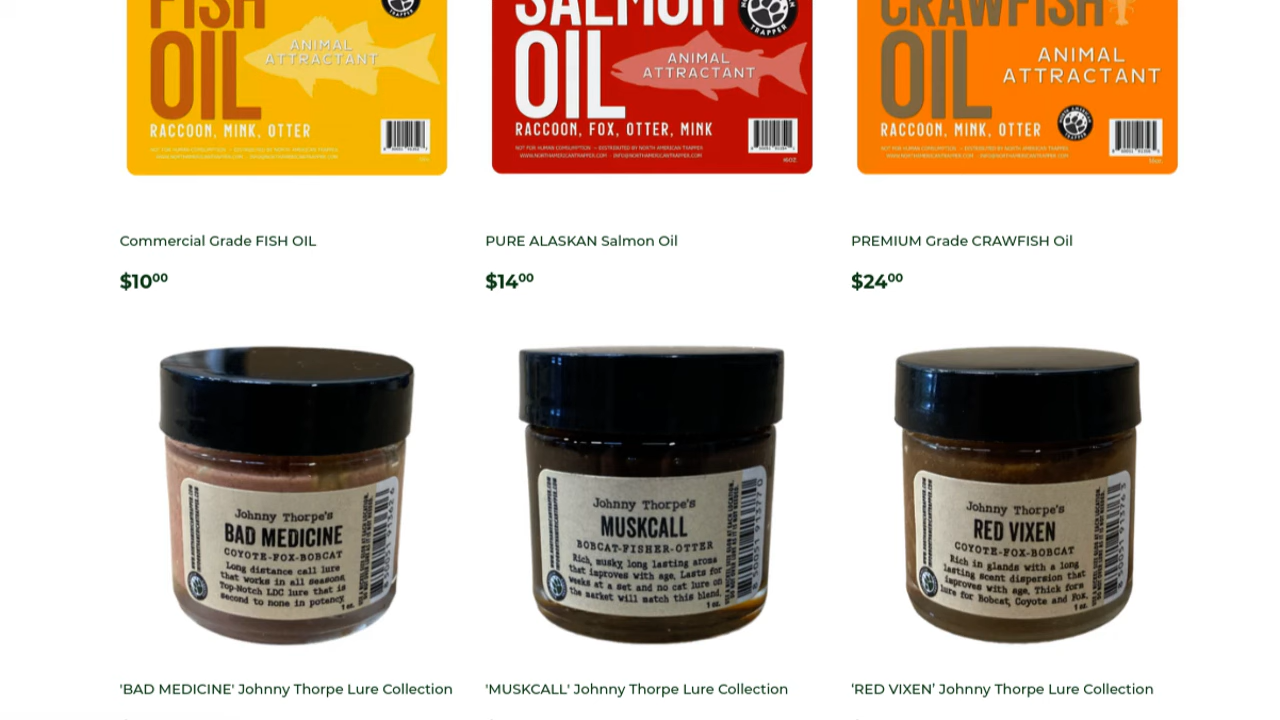 FISH
SALMON
CRAWFISH
OIL
ANIMAL
ATTRACTANT
RACCOON, MINK, OTTER
OIL
ANIMAL
ATTRACTANT
RACCOON, FOX, OTTER, MINK
OIL
ANIMAL
ATTRACTANT
RACCOON, MINK, OTTER
Commercial Grade FISH OIL
$10.00
PURE ALASKAN Salmon Oil
$14.00
PREMIUM Grade CRAWFISH Oil
$24.00
Johnny Thorpe's
BAD MEDICINE
COYOTE-FOX-BOBCAT
Long distance call lure
that works in all seasons
Top-Notch LDC lure that is
second to none in potency
1 oz.
Johnny Thorpe's
MUSKCALL
BOBCAT-FISHER-OTTER
Rich, musky, long lasting aroma
that improves with age. Lasts for
weeks at a set and no cat lure on
the market will match this blend.
1 oz.
Johnny Thorpe's
RED VIXEN
COYOTE-FOX-BOBCAT
Rich in glands with a long
lasting scent dispersion that
improves with age. Thick form
lure for Bobcat, Coyote and Fox.
1 oz.
'BAD MEDICINE' Johnny Thorpe Lure Collection
'MUSKCALL' Johnny Thorpe Lure Collection
‘RED VIXEN’ Johnny Thorpe Lure Collection